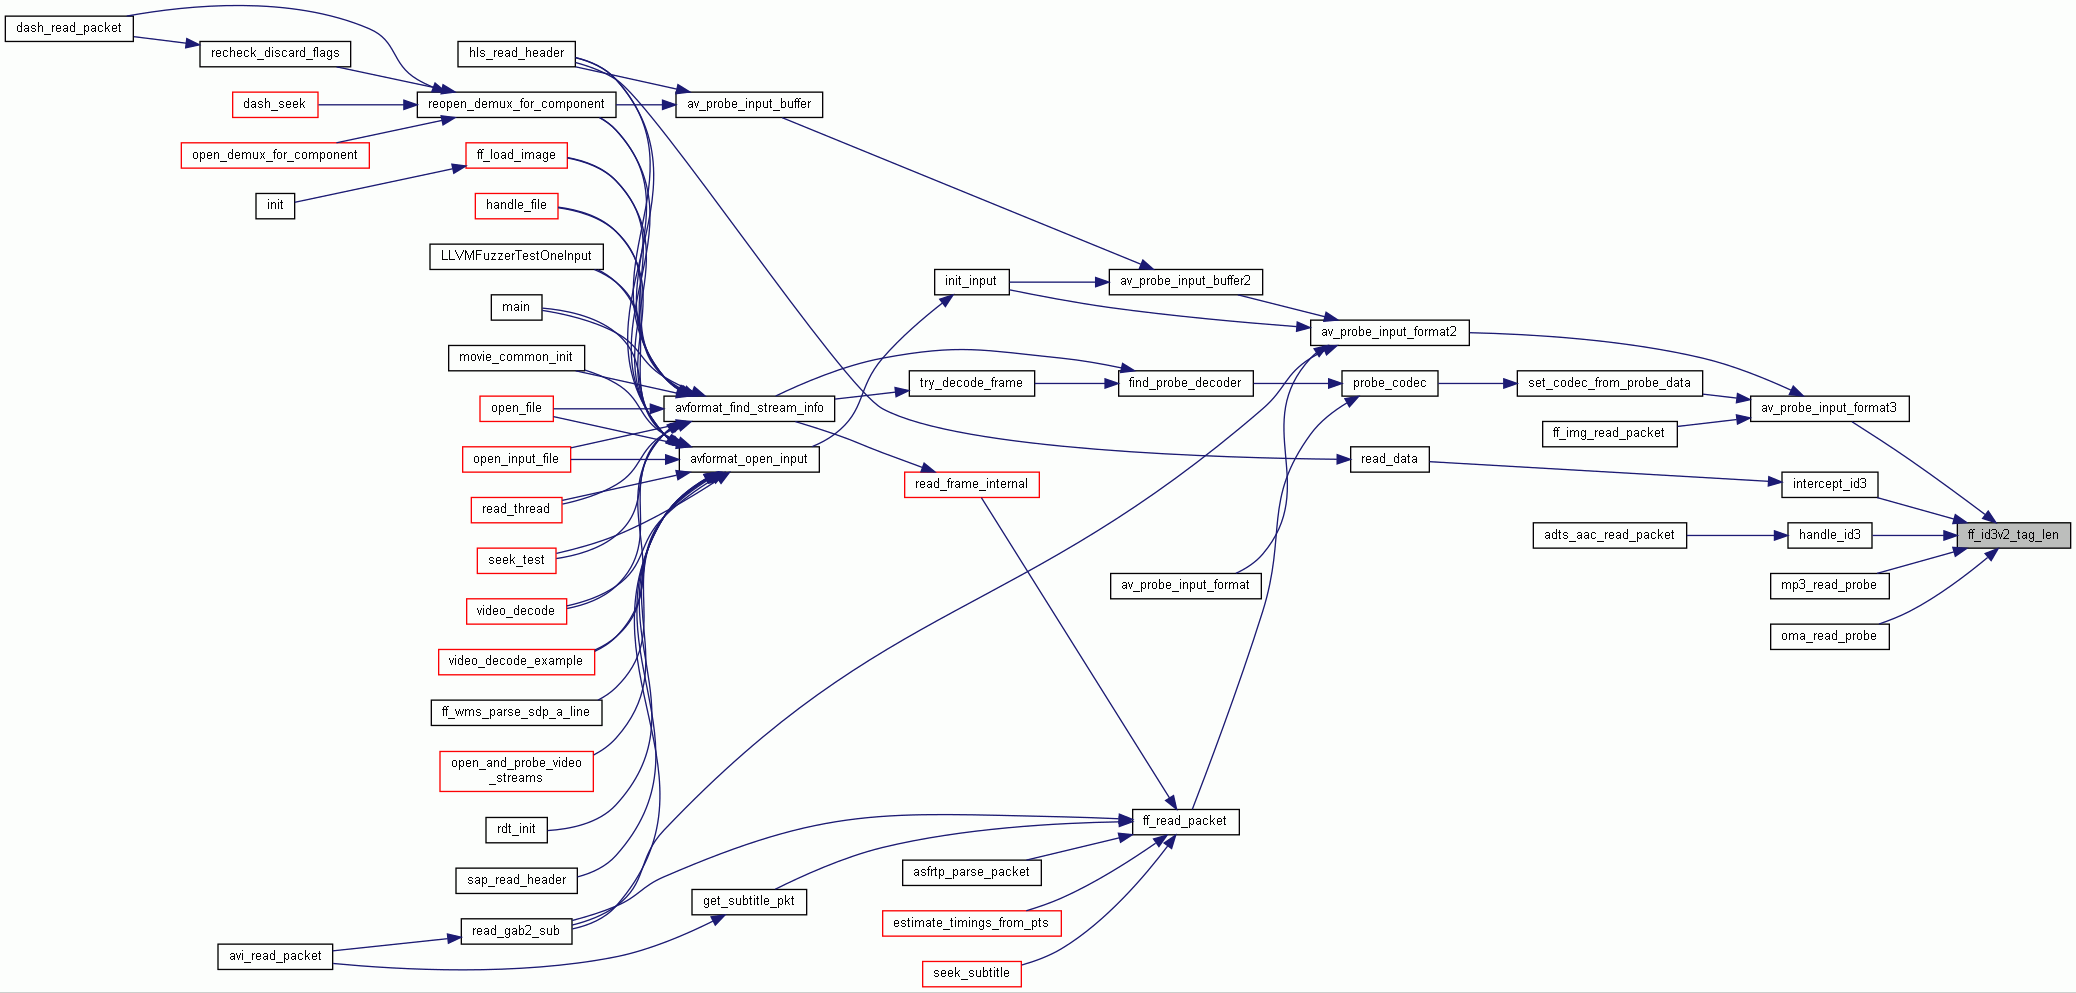 dash_read_packet
recheck_discard_flags
hls_read_header
dash_seek
reopen_demux_for_component
av_probe_input_buffer
open_demux_for_component
ff_load_image
init
handle_file
LLVMFuzzerTestOneInput
init_input
av_probe_input_buffer2
main
av_probe_input_format2
movie_common_init
try_decode_frame
find_probe_decoder
probe_codec
set_codec_from_probe_data
open_file
avformat_find_stream_info
av_probe_input_format3
ff_img_read_packet
open_input_file
avformat_open_input
read_data
read_frame_internal
intercept_id3
read_thread
adts_aac_read_packet
handle_id3
ff_id3v2_tag_len
seek_test
av_probe_input_format
mp3_read_probe
video_decode
oma_read_probe
video_decode_example
ff_wms_parse_sdp_a_line
open_and_probe_video
_streams
rdt_init
ff_read_packet
sap_read_header
asfrtp_parse_packet
get_subtitle_pkt
read_gab2_sub
estimate_timings_from_pts
avi_read_packet
seek_subtitle